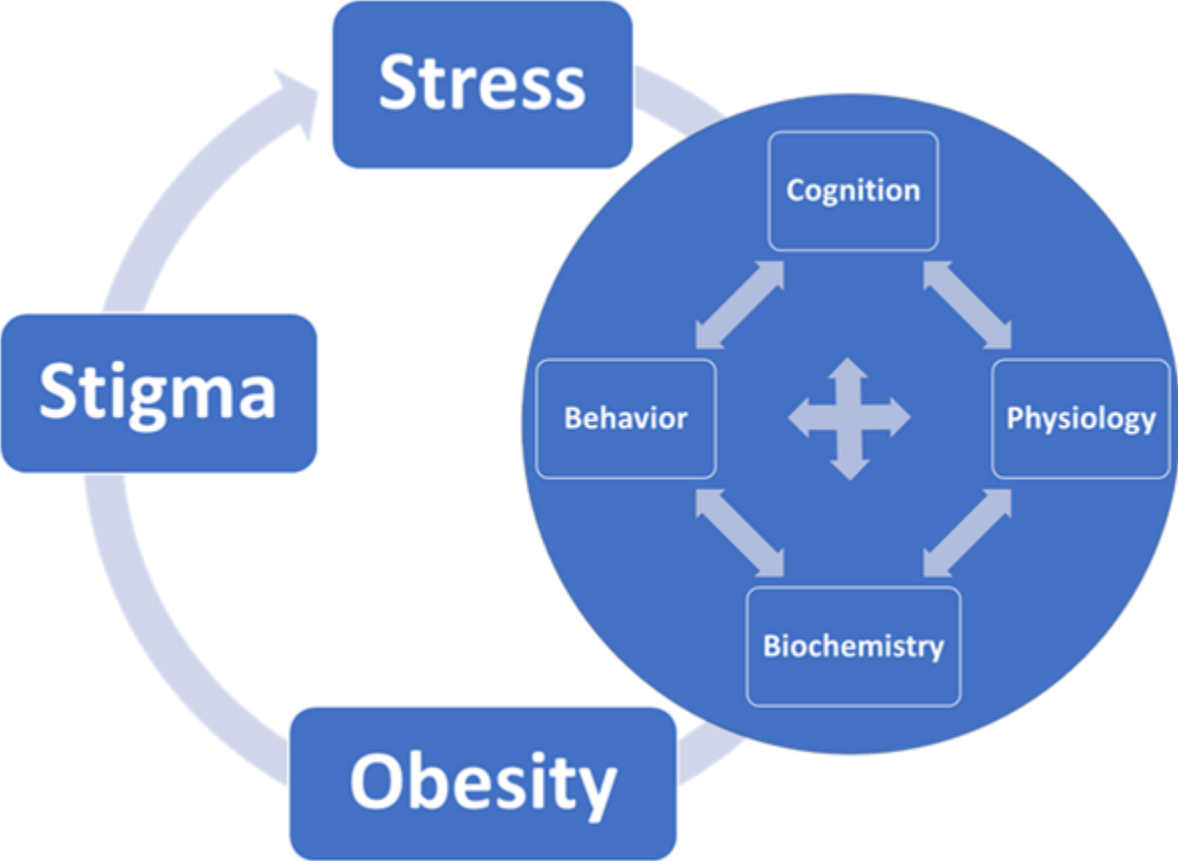 Stress
Cognition
Stigma
Behavior
Physiology
Biochemistry
Obesity